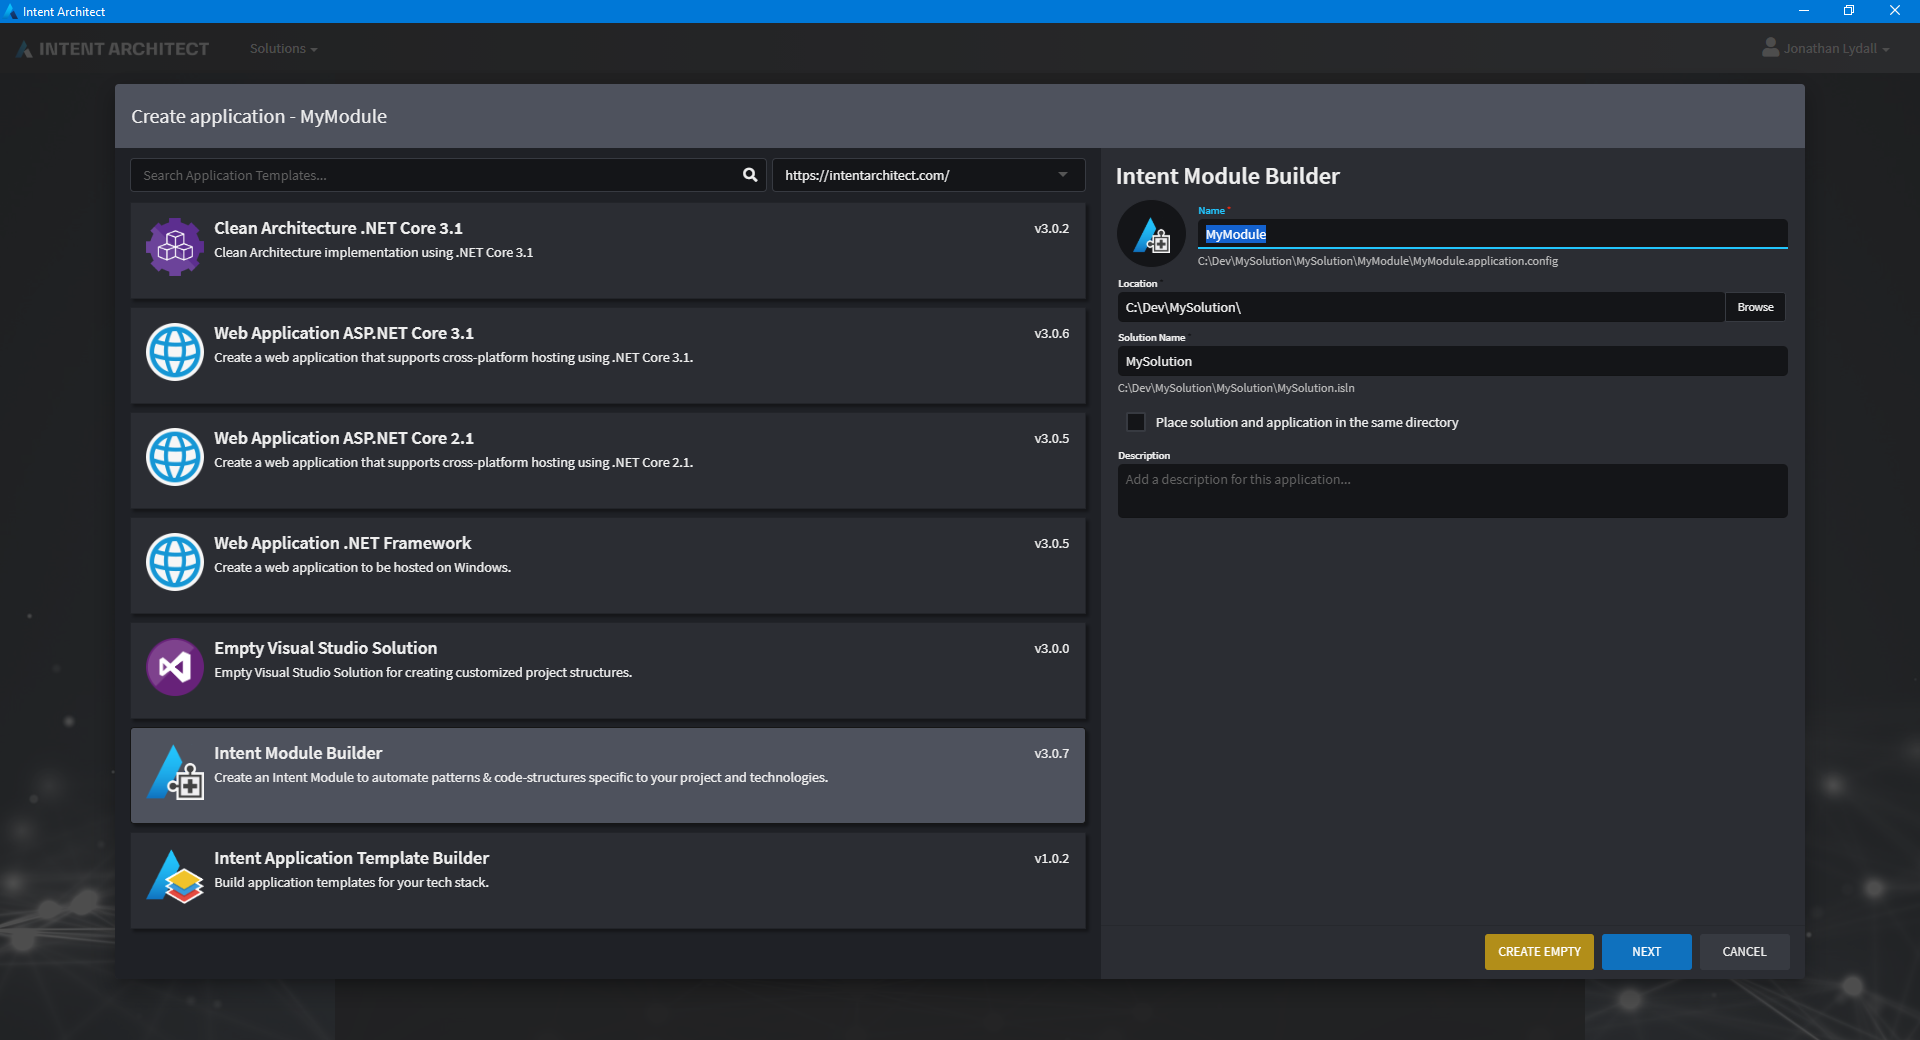 Intent Architect
INTENT ARCHITECT
Solutions
Jonathan Lydall
Create application - MyModule
Search Application Templates...
https://intentarchitect.com/
Clean Architecture .NET Core 3.1
v3.0.2
Clean Architecture implementation using .NET Core 3.1
Web Application ASP.NET Core 3.1
v3.0.6
Create a web application that supports cross-platform hosting using .NET Core 3.1.
Web Application ASP.NET Core 2.1
v3.0.5
Create a web application that supports cross-platform hosting using .NET Core 2.1.
Web Application .NET Framework
v3.0.5
Create a web application to be hosted on Windows.
Empty Visual Studio Solution
v3.0.0
Empty Visual Studio Solution for creating customized project structures.
Intent Module Builder
v3.0.7
Create an Intent Module to automate patterns & code-structures specific to your project and technologies.
Intent Application Template Builder
v1.0.2
Build application templates for your tech stack.
Intent Module Builder
Name *
MyModule
C:\Dev\MySolution\MySolution\MyModule\MyModule.application.config
Location
C:\Dev\MySolution\
Browse
Solution Name
MySolution
C:\Dev\MySolution\MySolution\MySolution.isln
Place solution and application in the same directory
Description
Add a description for this application...
CREATE EMPTY
NEXT
CANCEL